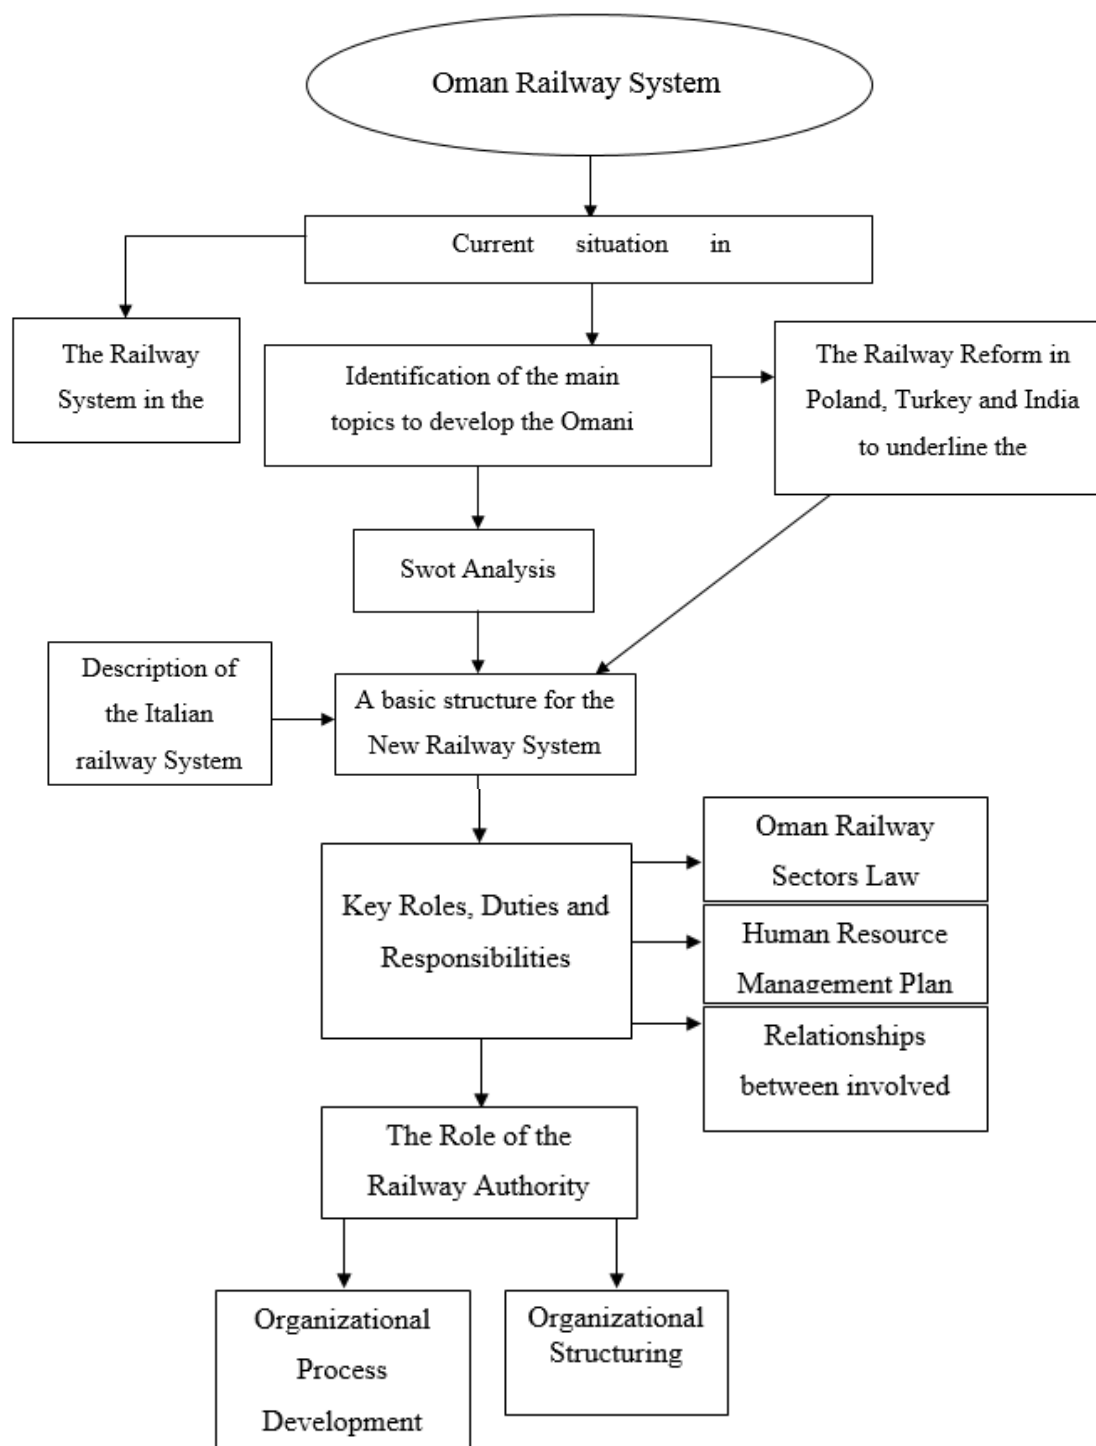 Oman Railway System
Current situation in
The Railway
System in the
Identification of the main
topics to develop the Omani
The Railway Reform in
Poland, Turkey and India
to underline the
Swot Analysis
Description of
the Italian
railway System
A basic structure for the
New Railway System
Key Roles, Duties and
Responsibilities
Oman Railway
Sectors Law
Human Resource
Management Plan
Relationships
between involved
The Role of the
Railway Authority
Organizational
Process
Development
Organizational
Structuring